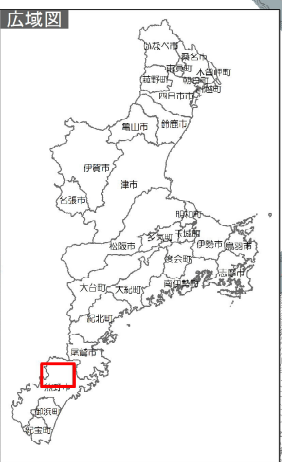 広域図
いなべ市
桑名市
東員町
木曽岬町
菰野町
朝日町
川越町
四日市市
亀山市
鈴鹿市
伊賀市
津市
名張市
明和町
松阪市
多気町
玉城町
伊勢市
鳥羽市
度会町
志摩市
大台町
大紀町
南伊勢町
紀北町
尾鷲市
熊野市
御浜町
紀宝町